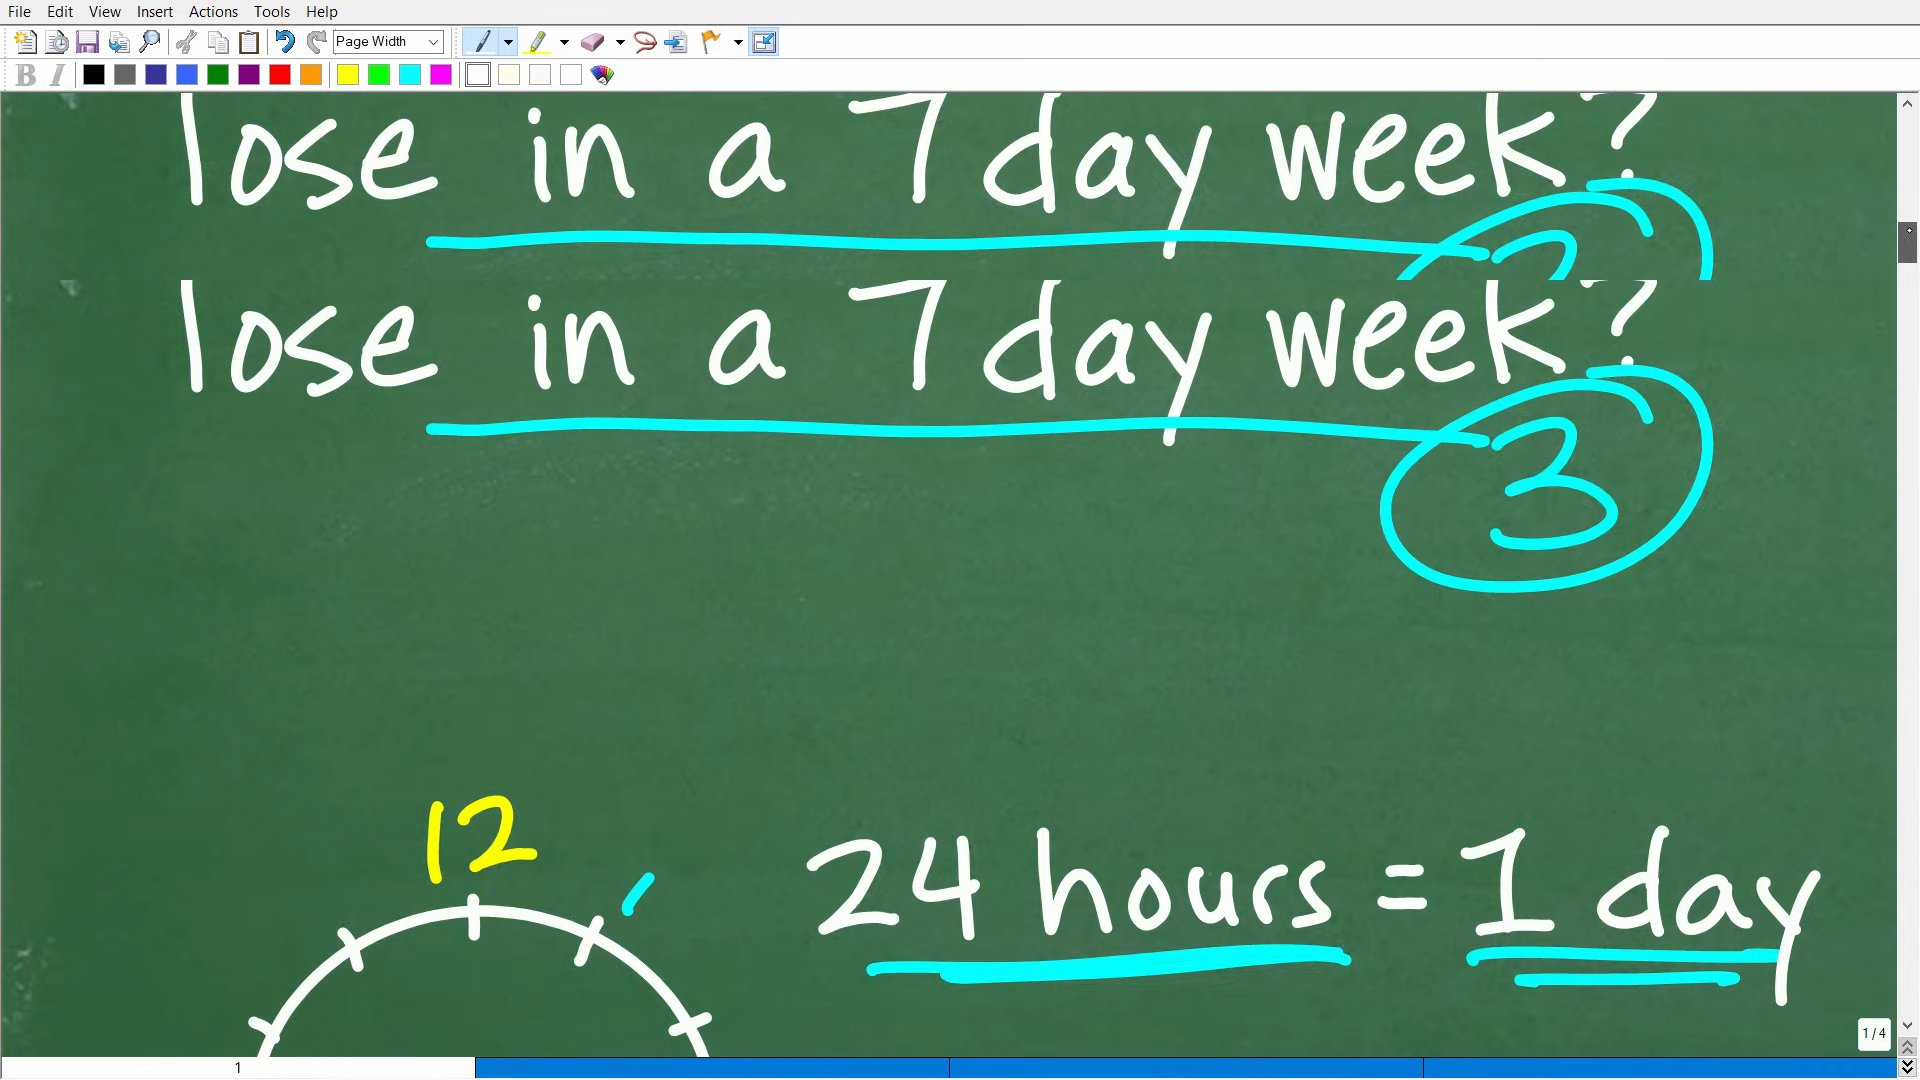 File Edit View Insert Actions Tools Help
Page Width
B I
lose in a 7 day week?
lose in a 7 day week?
3
12
24 hours = 1 day
1 / 4
1